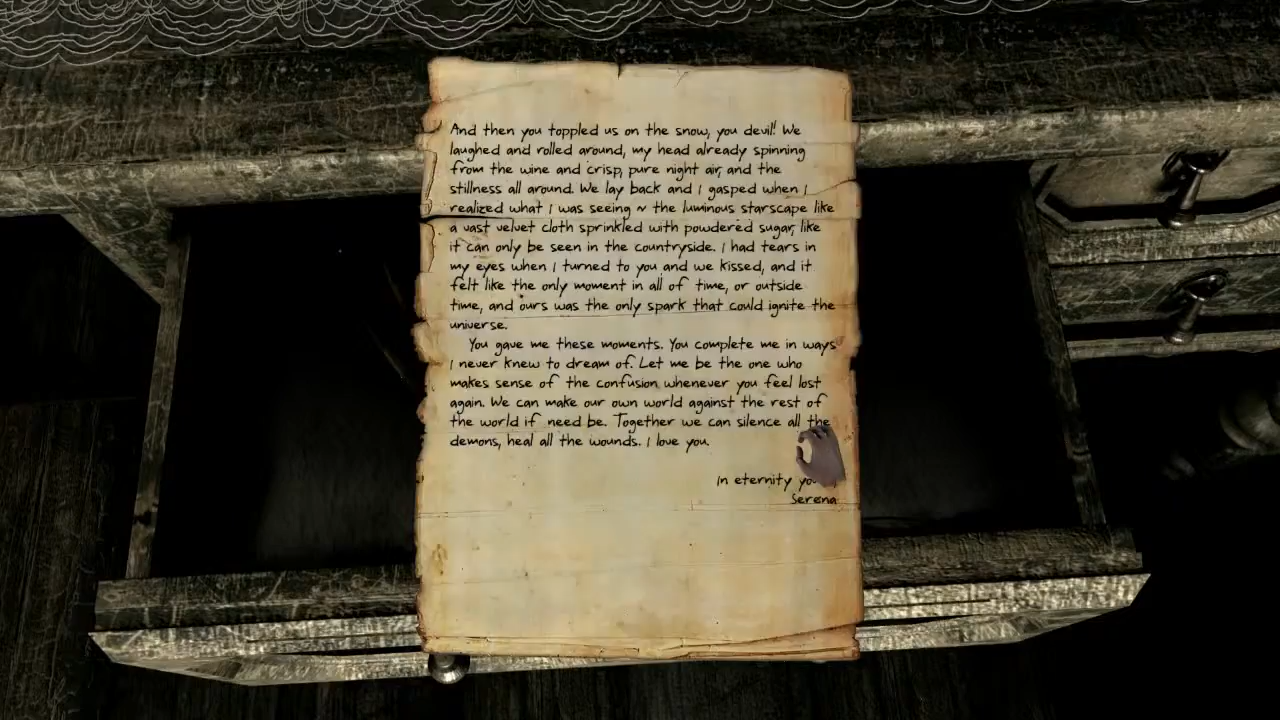 And then you toppled us on the snow, you devil! We
laughed and rolled around, my head already spinning
from the wine and crisp, pure night air, and the
stillness all around. We lay back and I gasped when I
realized what I was seeing ~ the luminous starscape like
a vast velvet cloth sprinkled with powdered sugar, like
it can only be seen in the countryside. I had tears in
my eyes when I turned to you and we kissed, and it
felt like the only moment in all of time, or outside
time, and ours was the only spark that could ignite the
universe.
You gave me these moments. You complete me in ways
I never knew to dream of. Let me be the one who
makes sense of the confusion whenever you feel lost
again. We can make our own world against the rest of
the world if need be. Together we can silence all the
demons, heal all the wounds. I love you.
In eternity
Serena